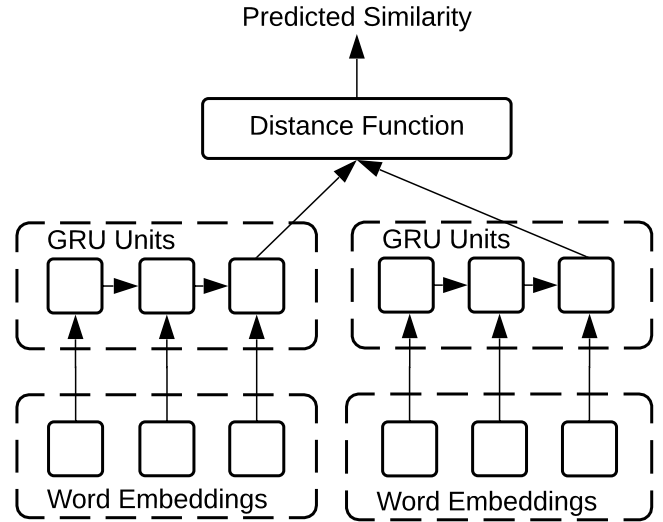 Predicted Similarity
Distance Function
GRU Units
GRU Units
Word Embeddings
Word Embeddings